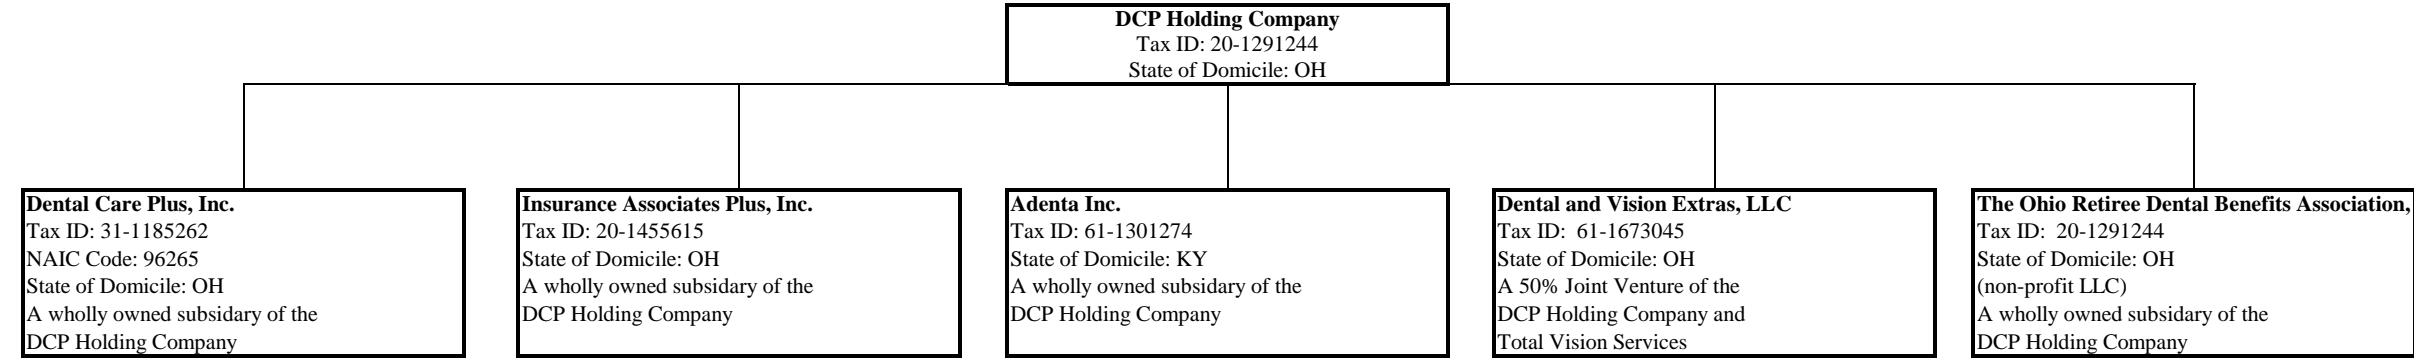 DCP Holding Company
Tax ID: 20-1291244
State of Domicile: OH
Dental Care Plus, Inc.
Tax ID: 31-1185262
NAIC Code: 96265
State of Domicile: OH
A wholly owned subsidary of the
DCP Holding Company
Insurance Associates Plus, Inc.
Tax ID: 20-1455615
State of Domicile: OH
A wholly owned subsidary of the
DCP Holding Company
Adenta Inc.
Tax ID: 61-1301274
State of Domicile: KY
A wholly owned subsidary of the
DCP Holding Company
Dental and Vision Extras, LLC
Tax ID:  61-1673045
State of Domicile: OH
A 50% Joint Venture of the
DCP Holding Company and
Total Vision Services
The Ohio Retiree Dental Benefits Association,
Tax ID:  20-1291244
State of Domicile: OH
(non-profit LLC)
A wholly owned subsidary of the
DCP Holding Company